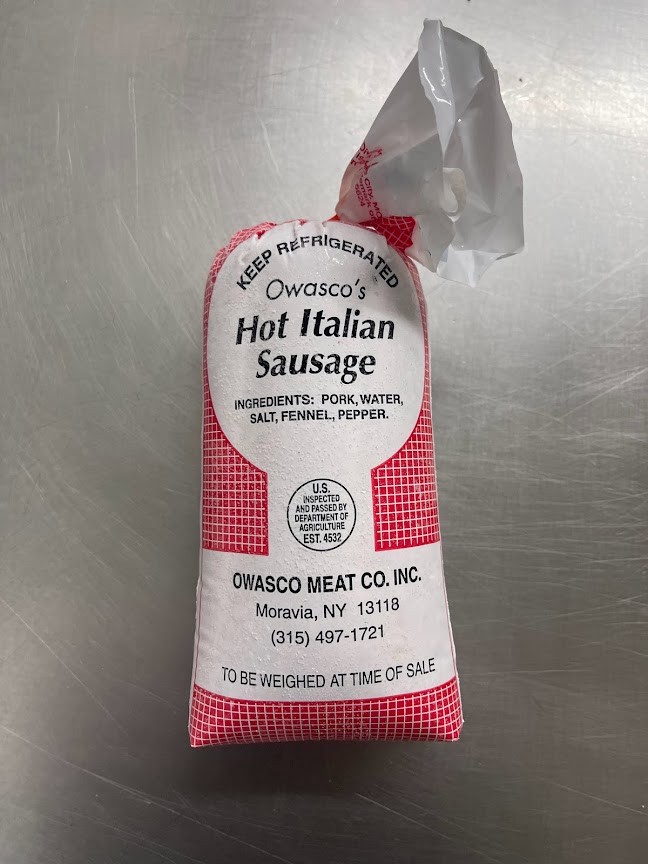 KEEP REFRIGERATED
Owasco's
Hot Italian
Sausage
INGREDIENTS: PORK, WATER,
SALT, FENNEL, PEPPER.
U.S.
INSPECTED
AND PASSED BY
DEPARTMENT OF
AGRICULTURE
EST. 4532
OWASCO MEAT CO. INC.
Moravia, NY 13118
(315) 497-1721
TO BE WEIGHED AT TIME OF SALE